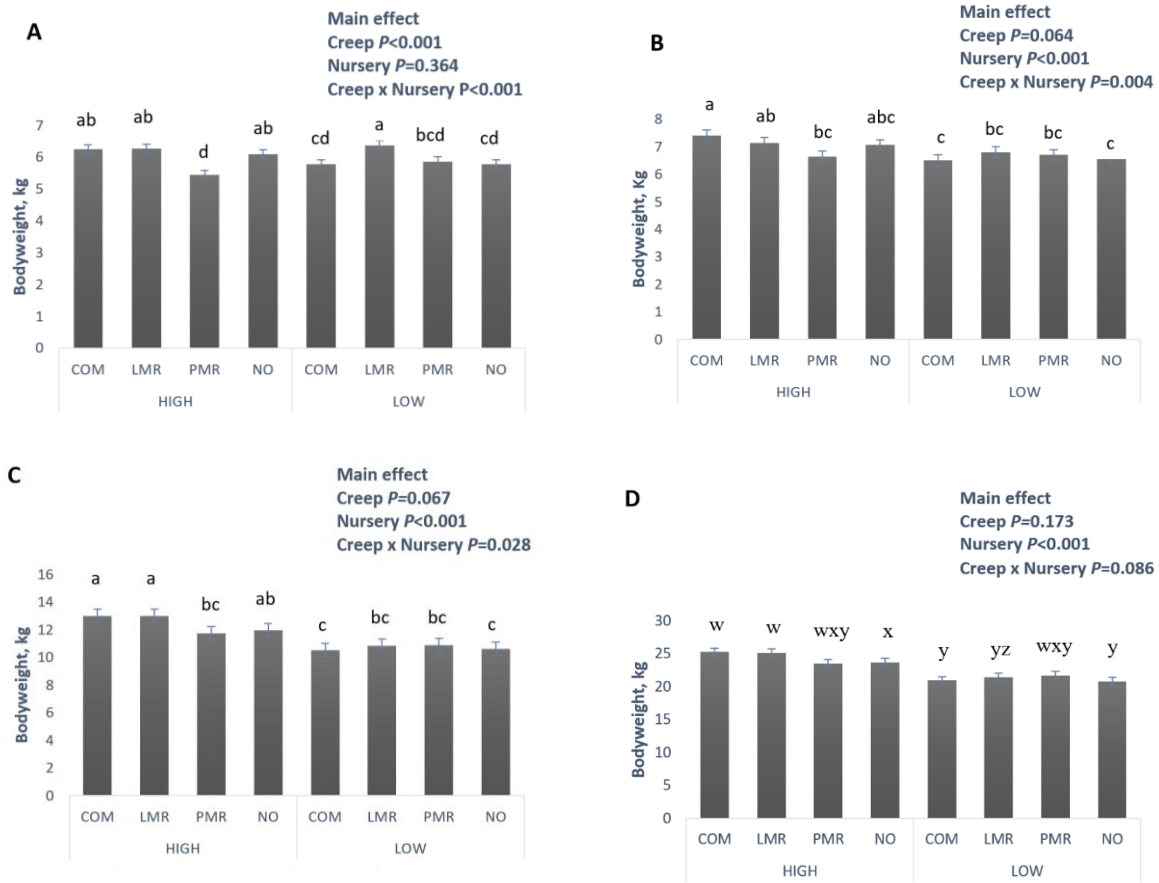 A
Main effect
Creep P<0.001
Nursery P=0.364
Creep x Nursery P<0.001
7
6
5
4
3
2
1
0
Bodyweight, kg
ab ab d ab cd a bcd cd
COM LMR PMR NO COM LMR PMR NO
HIGH LOW
B
Main effect
Creep P=0.064
Nursery P<0.001
Creep x Nursery P=0.004
8
7
6
5
4
3
2
1
0
Bodyweight, Kg
a ab bc abc c bc bc c
COM LMR PMR NO COM LMR PMR NO
HIGH LOW
C
Main effect
Creep P=0.067
Nursery P<0.001
Creep x Nursery P=0.028
16
14
12
10
8
6
4
2
0
Bodyweight, kg
a a bc ab c bc bc c
COM LMR PMR NO COM LMR PMR NO
HIGH LOW
D
Main effect
Creep P=0.173
Nursery P<0.001
Creep x Nursery P=0.086
30
25
20
15
10
5
0
Bodyweight, kg
w w wxy x y yz wxy y
COM LMR PMR NO COM LMR PMR NO
HIGH LOW